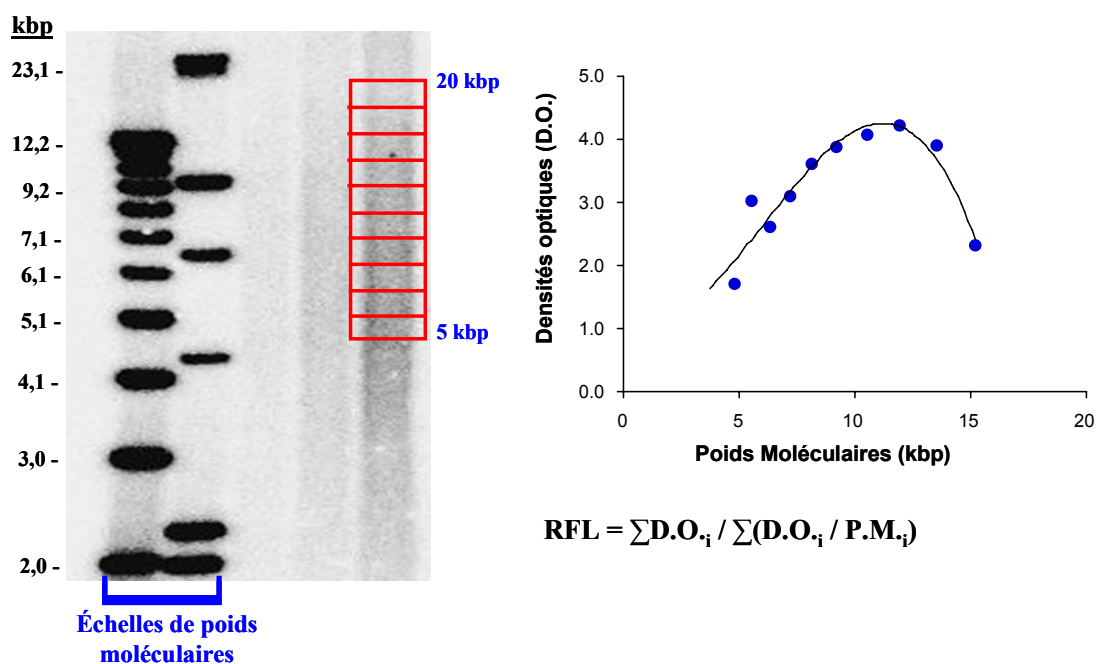 kbp
23,1 -
12,2 -
9,2 -
7,1 -
6,1 -
5,1 -
4,1 -
3,0 -
2,0 -
20 kbp
5 kbp
Échelles de poids
moléculaires
Densités optiques (D.O.)
5.0
4.0
3.0
2.0
1.0
0.0
0 5 10 15 20
Poids Moléculaires (kbp)
RFL = ∑D.O.i / ∑(D.O.i / P.M.i)